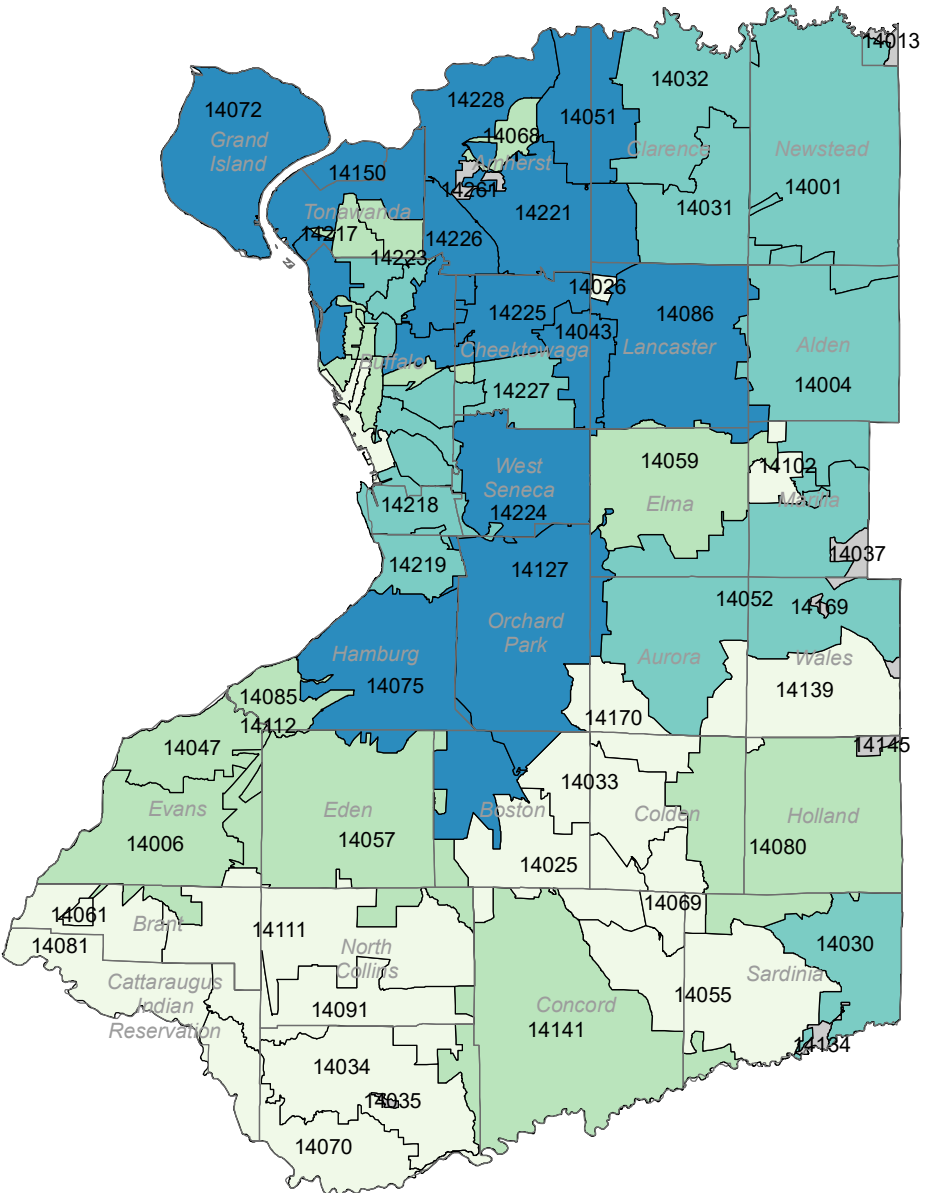 14013
14032
14072
14228
14051
14068
Grand
Island
Clarence
Newstead
Amherst
14150
14261
14001
14031
Tonawanda
14221
14217
14226
14223
14026
14225
14086
14043
Buffalo
Cheektowaga
Lancaster
Alden
14004
14227
14059
West
Seneca
14102
Elma
Marilla
14218
14224
14037
14219
14127
14052
14169
Orchard
Park
Hamburg
Aurora
Wales
14075
14139
14085
14170
14112
14047
14145
14033
Evans
Eden
Boston
Colden
Holland
14006
14057
14080
14025
14061
14069
Brant
14111
14081
North
Collins
14030
Sardinia
Cattaraugus
Indian
Reservation
14055
14091
Concord
14141
14134
14034
14035
14070